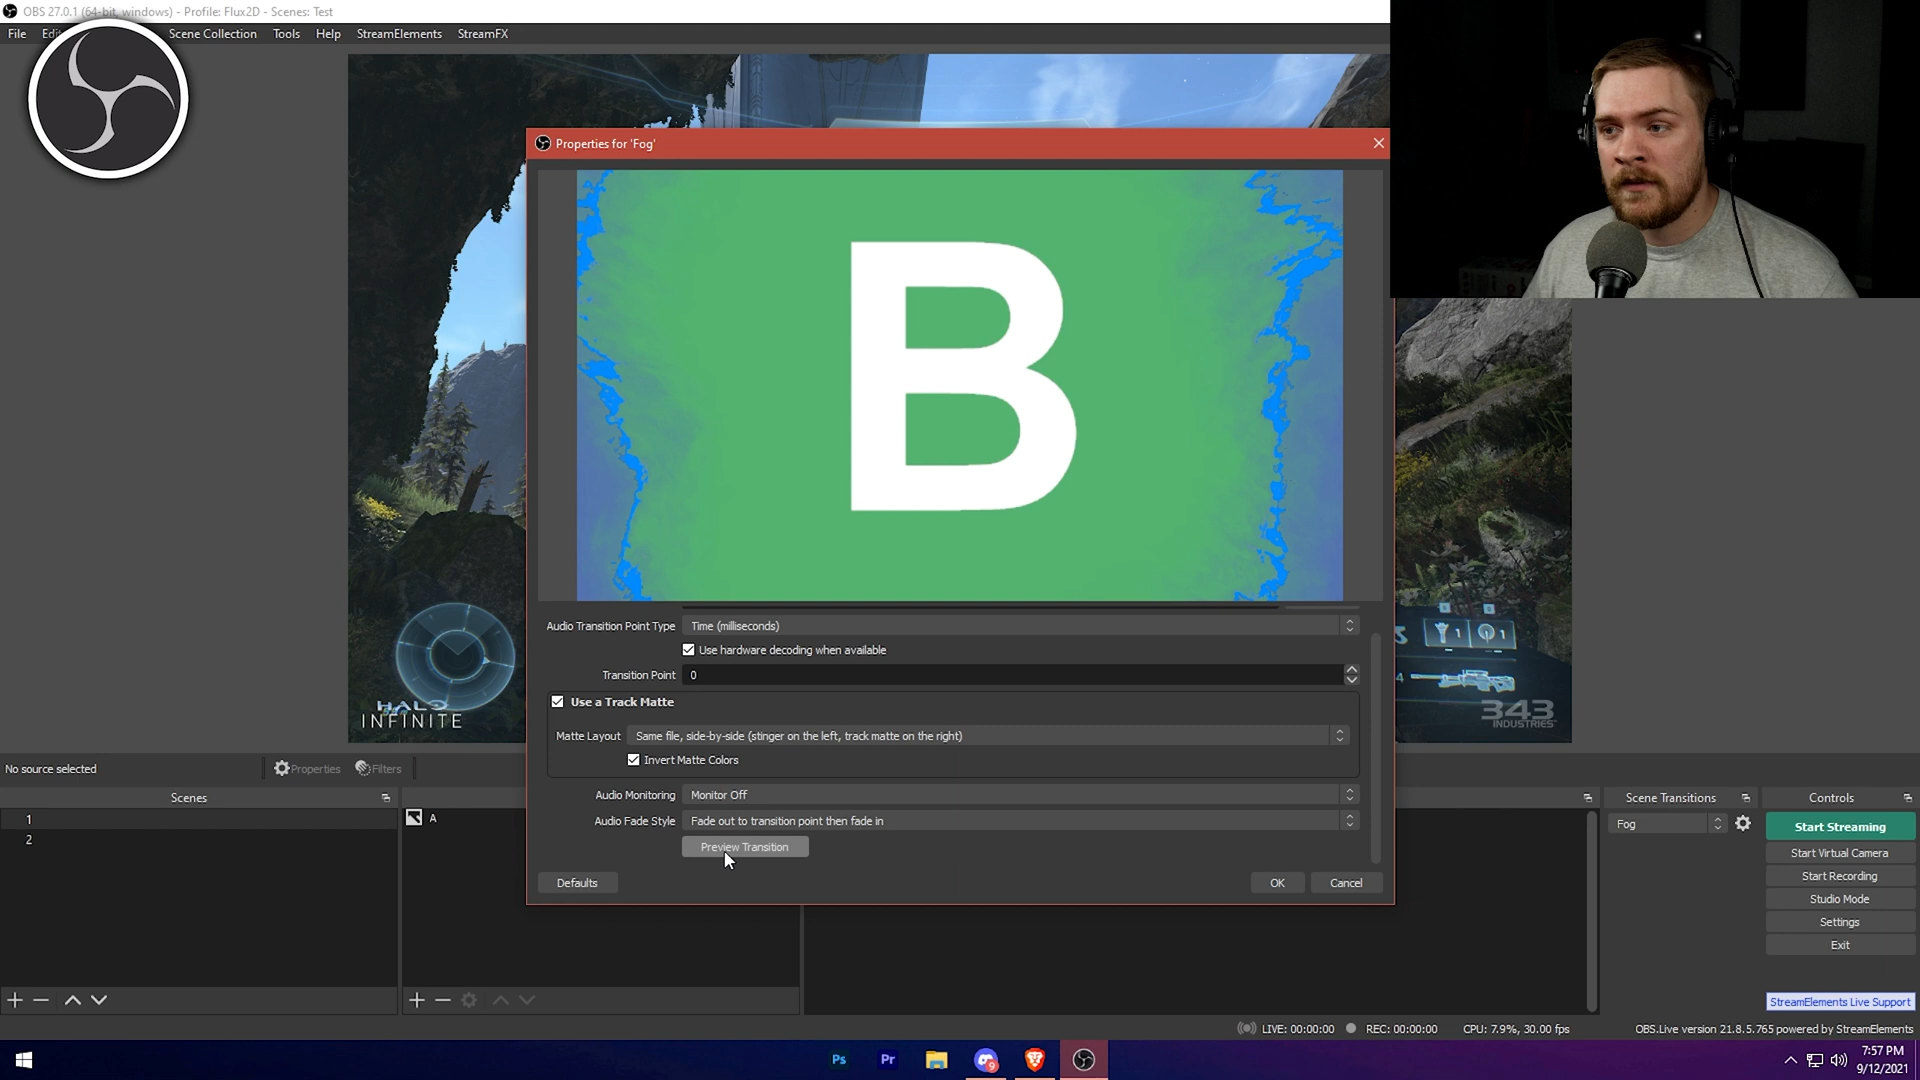 OBS 27.0.1 (64-bit, windows) - Profile: Flux2D - Scenes: Test
File Edi Scene Collection Tools Help StreamElements StreamFX
Properties for 'Fog'
B
Audio Transition Point Type Time (milliseconds)
Use hardware decoding when available
Transition Point 0
Use a Track Matte
Matte Layout Same file, side-by-side (stinger on the left, track matte on the right)
Invert Matte Colors
Audio Monitoring Monitor Off
Audio Fade Style Fade out to transition point then fade in
Preview Transition
Defaults OK Cancel
HALO
INFINITE
1 1
4
343
INDUSTRIES
No source selected Properties Filters
Scenes
1
2
A
Scene Transitions
Fog
Controls
Start Streaming
Start Virtual Camera
Start Recording
Studio Mode
Settings
Exit
StreamElements Live Support
LIVE: 00:00:00 REC: 00:00:00 CPU: 7.9%, 30.00 fps OBS.Live version 21.8.5.765 powered by StreamElements
Ps Pr 9
7:57 PM
9/12/2021